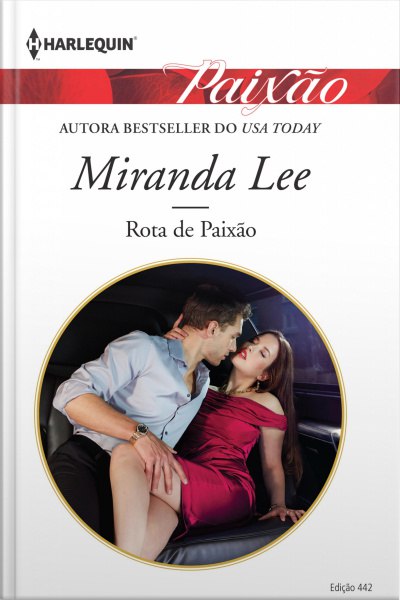 HARLEQUIN
Paixão
AUTORA BESTSELLER DO USA TODAY
Miranda Lee
Rota de Paixão
Edição 442